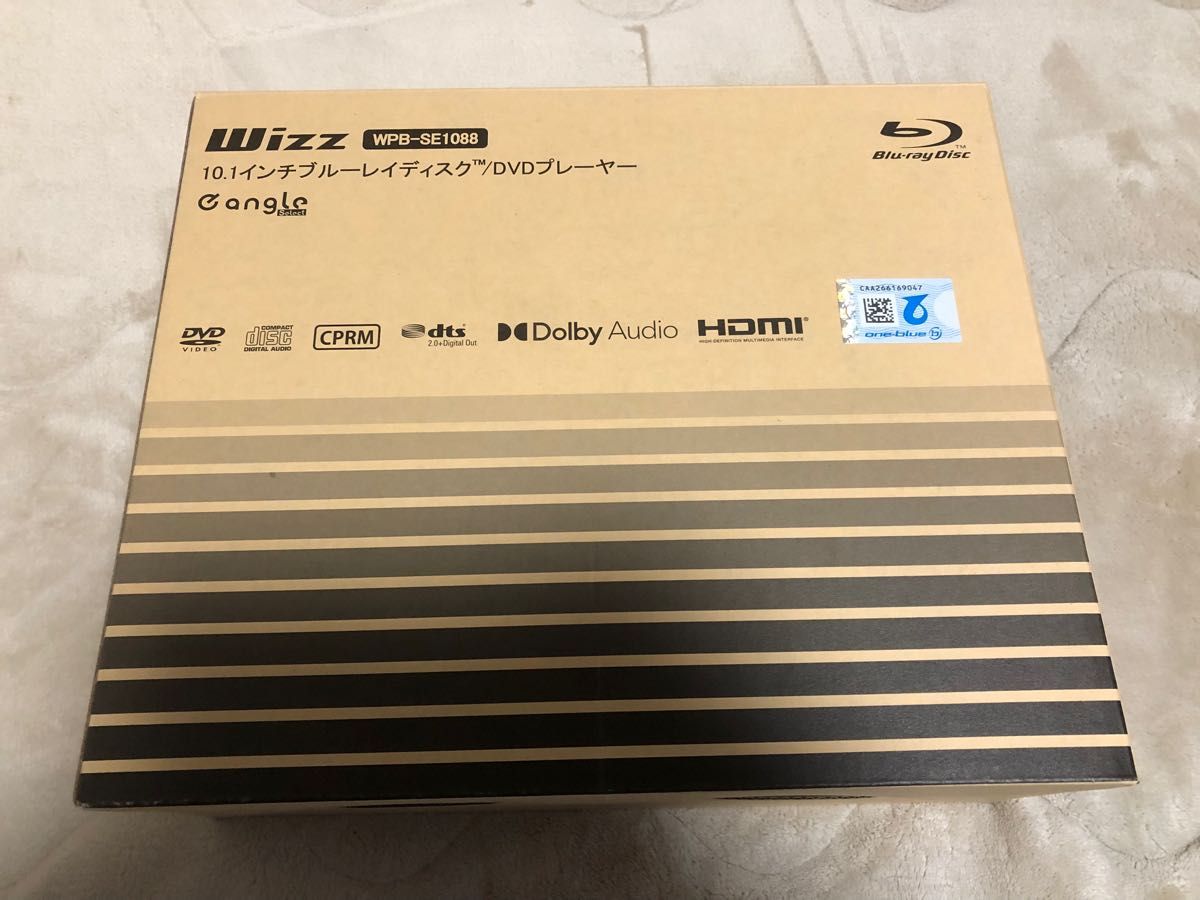 Wizz WPB-SE1088
10.1インチブルーレイディスク™/DVDプレーヤー
e angle
Select
Blu-ray Disc™
CAA266169047
one-blue
DVD
VIDEO
COMPACT
disc
DIGITAL AUDIO
CPRM
dts
2.0+Digital Out
Dolby Audio
HDMI®
HIGH-DEFINITION MULTIMEDIA INTERFACE